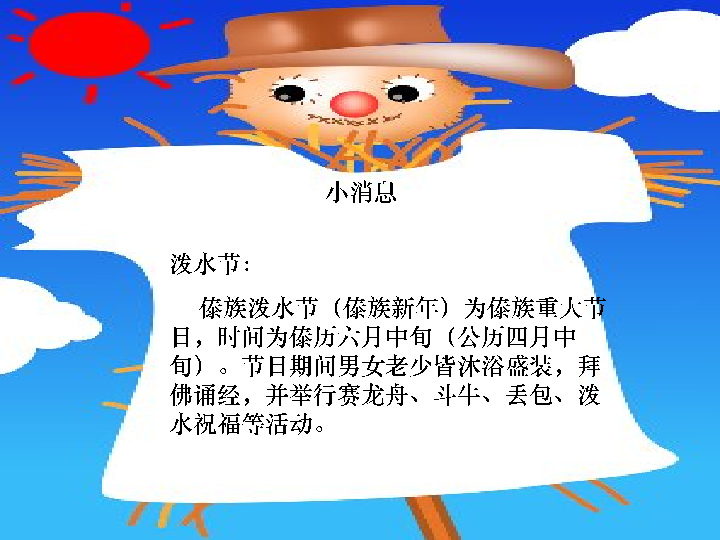 小消息
泼水节：
傣族泼水节（傣族新年）为傣族重大节
日，时间为傣历六月中旬（公历四月中
旬）。节日期间男女老少皆沐浴盛装，拜
佛诵经，并举行赛龙舟、斗牛、丢包、泼
水祝福等活动。